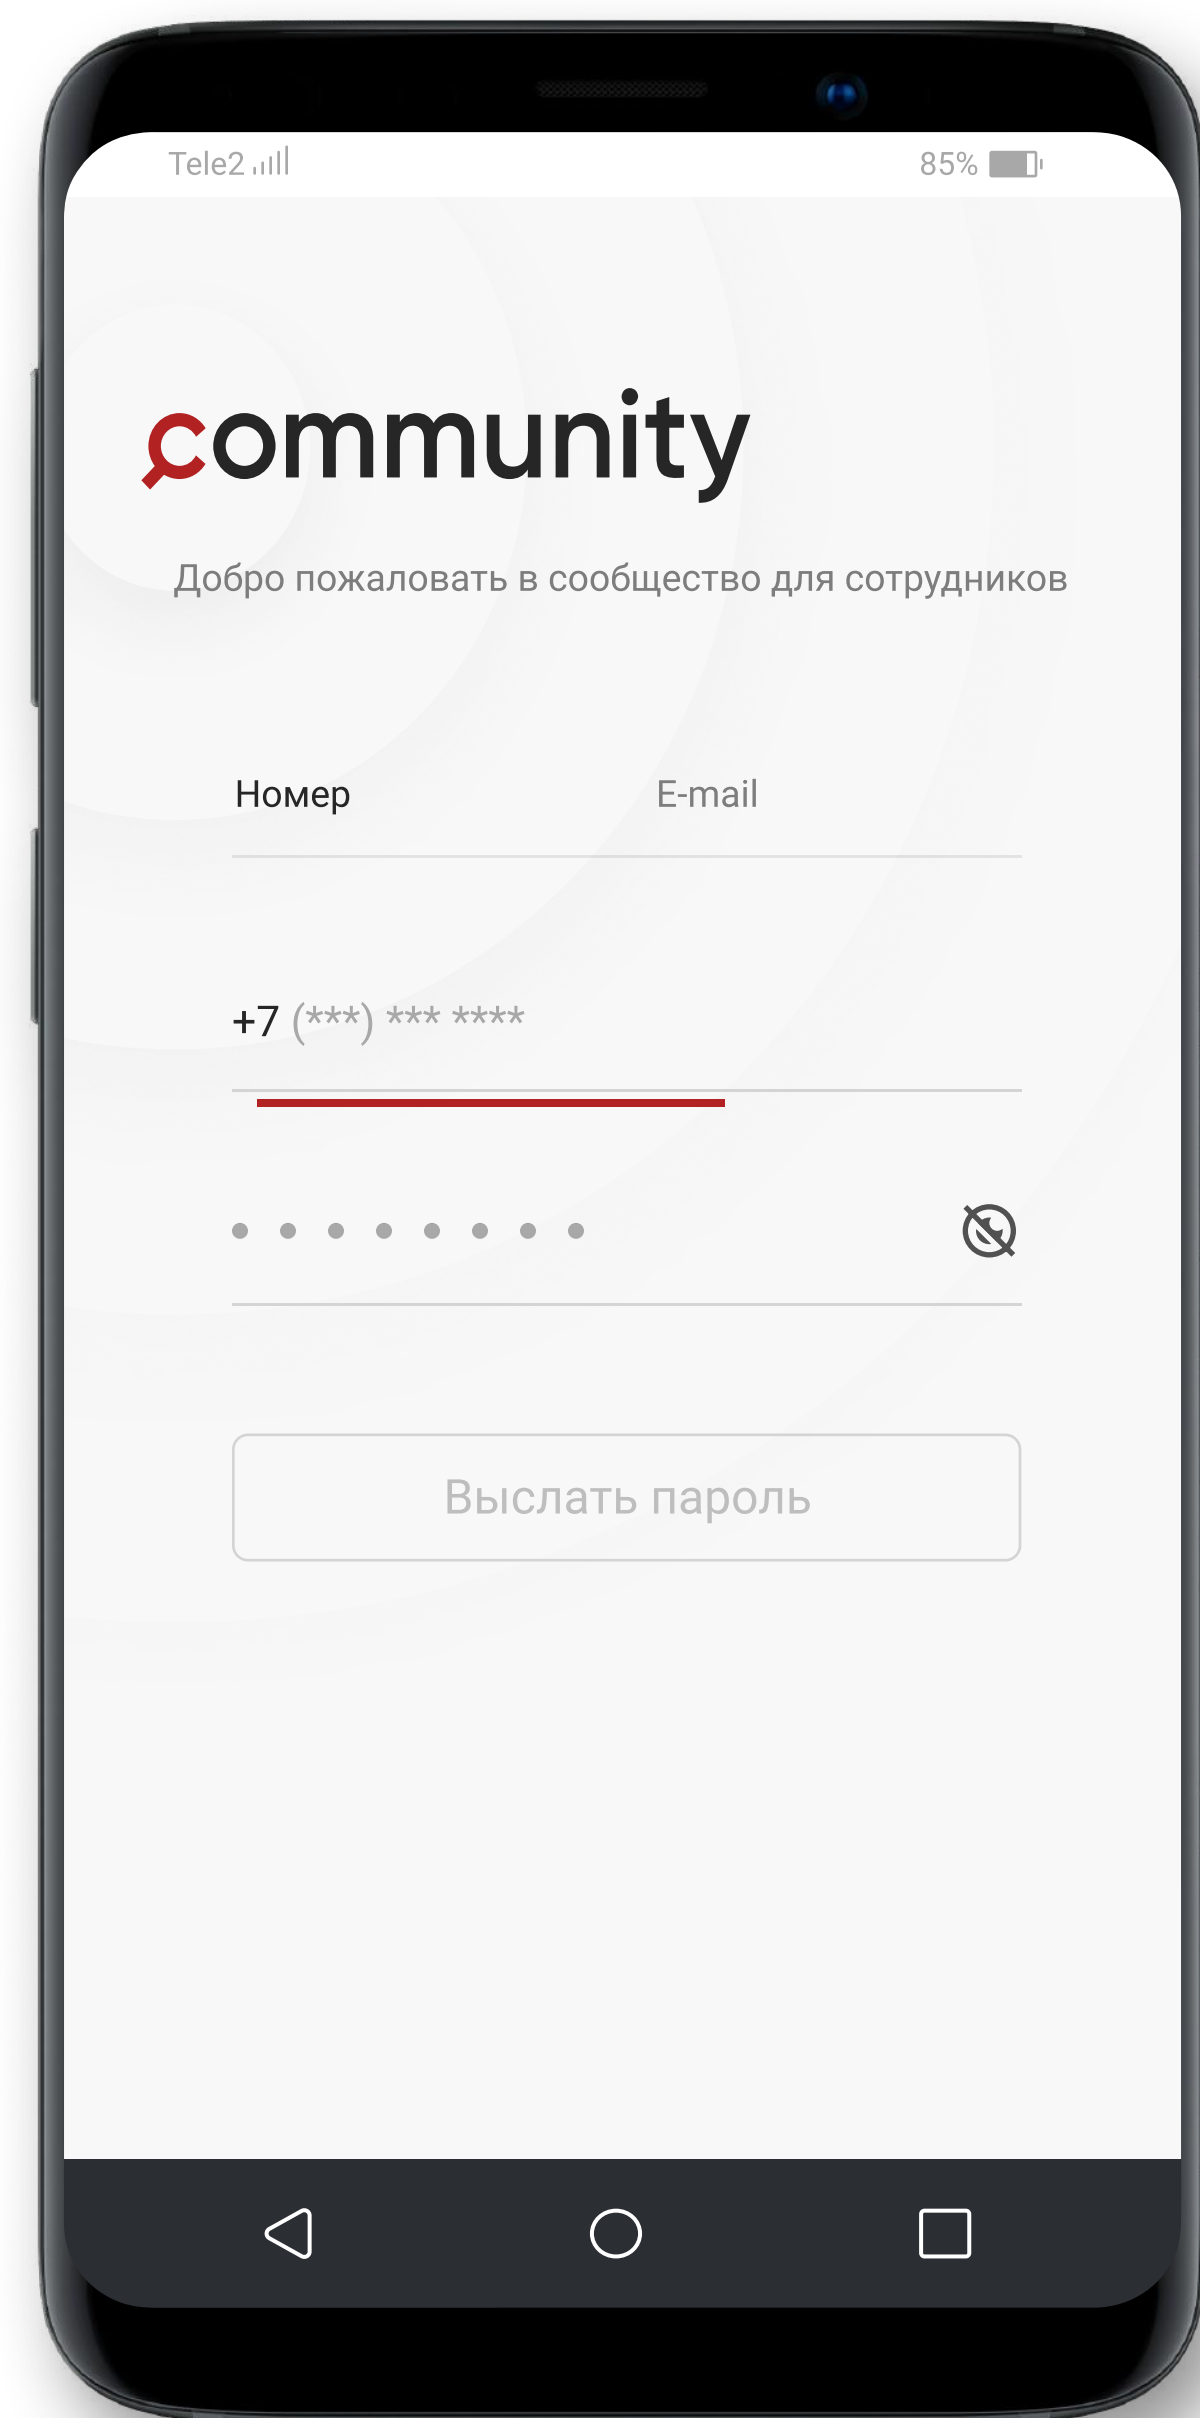 Tele2
85%
community
Добро пожаловать в сообщество для сотрудников
Номер
E-mail
+7 (***) *** ****
Выслать пароль